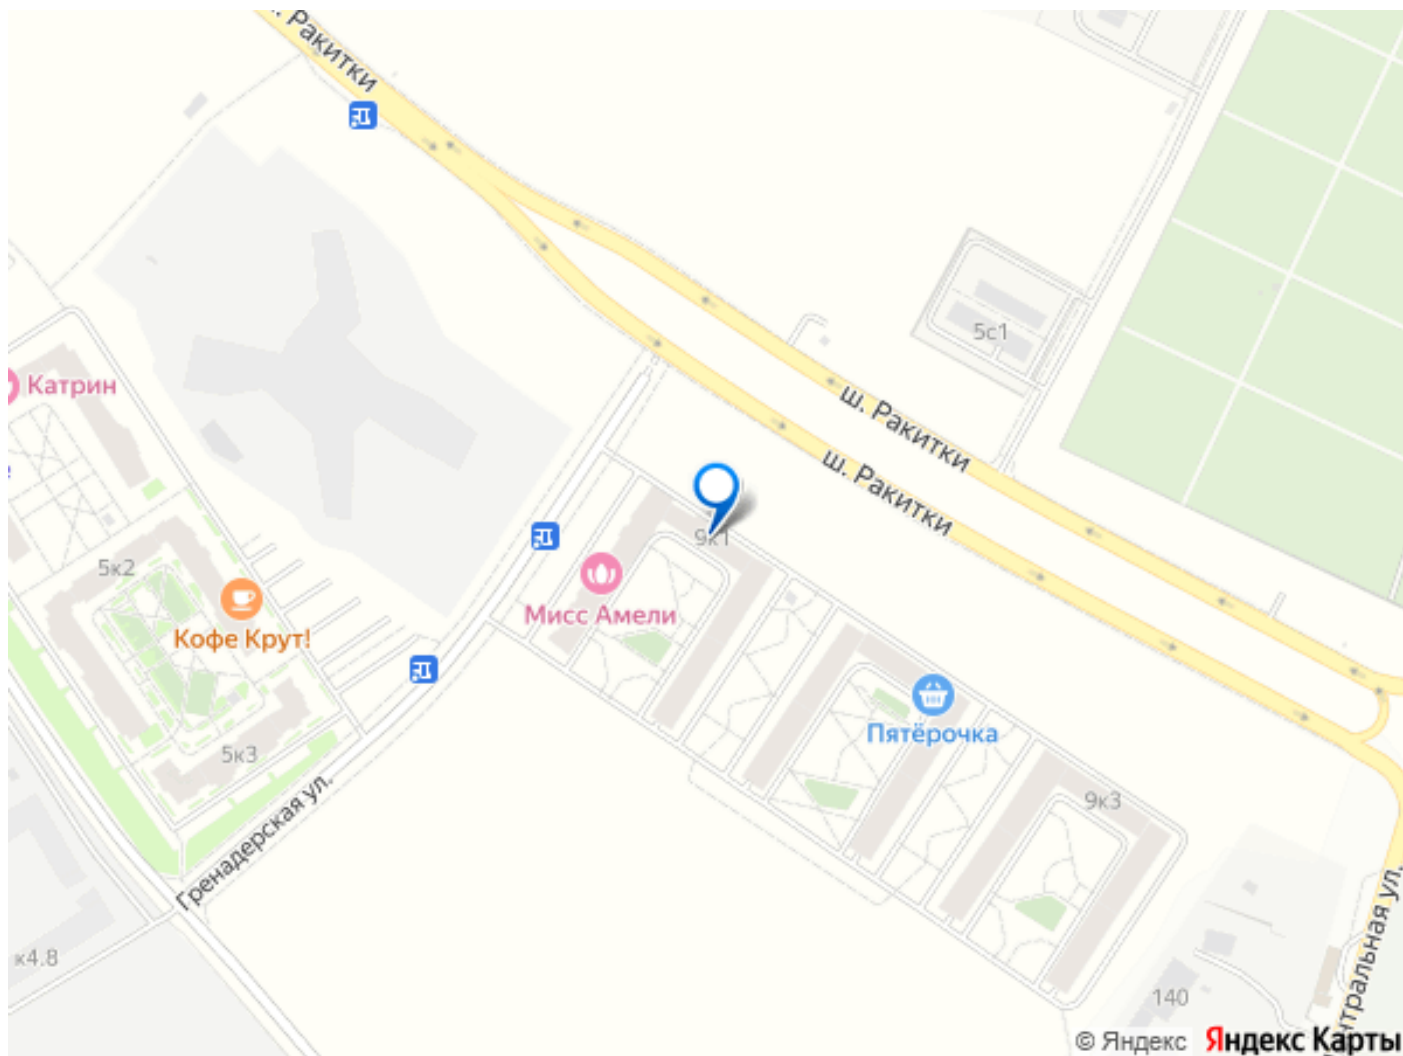 ш. Ракитки
5с1
Катрин
ш. Ракитки
ш. Ракитки
9к1
5к2
Мисс Амели
Кофе Крут!
Пятёрочка
5к3
9к3
Гренадерская ул.
к4.8
140
нтральная ул.
© Яндекс
Яндекс Карты